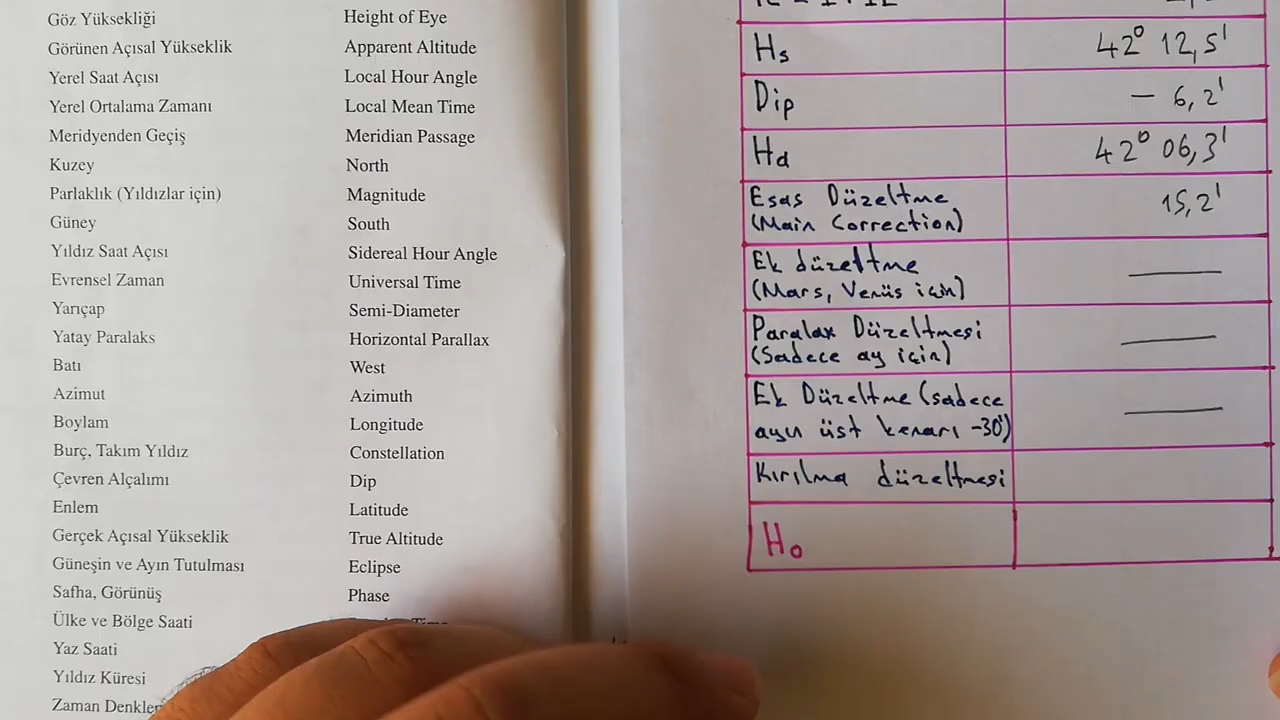 Göz Yüksekliği Height of Eye
Görünen Açısal Yükseklik Apparent Altitude
Yerel Saat Açısı Local Hour Angle
Yerel Ortalama Zamanı Local Mean Time
Meridyenden Geçiş Meridian Passage
Kuzey North
Parlaklık (Yıldızlar için) Magnitude
Güney South
Yıldız Saat Açısı Sidereal Hour Angle
Evrensel Zaman Universal Time
Yarıçap Semi-Diameter
Yatay Paralaks Horizontal Parallax
Batı West
Azimut Azimuth
Boylam Longitude
Burç, Takım Yıldız Constellation
Çevren Alçalımı Dip
Enlem Latitude
Gerçek Açısal Yükseklik True Altitude
Güneşin ve Ayın Tutulması Eclipse
Safha, Görünüş Phase
Ülke ve Bölge Saati
Yaz Saati
Yıldız Küresi
Zaman
Hs 42° 12,5'
Dip – 6,2'
Ha 42° 06,3'
Esas Düzeltme 15,2'
(Main Correction)
Ek düzeltme
(Mars, Venüs için)
Paralax Düzeltmesi
(Sadece ay için)
Ek Düzeltme (sadece
ayın üst kenarı -30')
Kırılma düzeltmesi
Ho